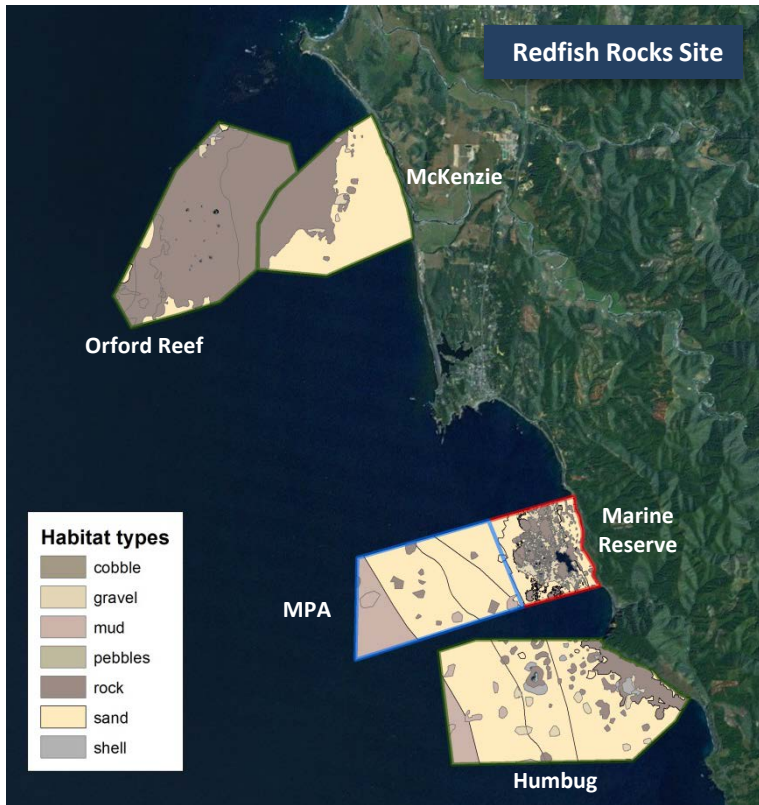 Redfish Rocks Site
McKenzie
Orford Reef
Marine
Reserve
MPA
Humbug
Habitat types
cobble
gravel
mud
pebbles
rock
sand
shell